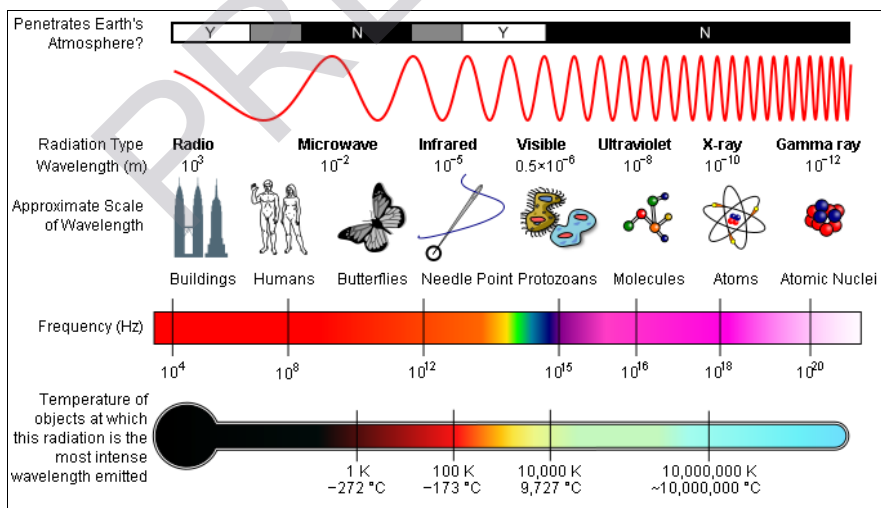 Penetrates Earth's
Atmosphere?
Y N Y N
Radiation Type
Wavelength (m)
Radio Microwave Infrared Visible Ultraviolet X-ray Gamma ray
10³ 10⁻² 10⁻⁵ 0.5×10⁻⁶ 10⁻⁸ 10⁻¹⁰ 10⁻¹²
Approximate Scale
of Wavelength
Buildings Humans Butterflies Needle Point Protozoans Molecules Atoms Atomic Nuclei
Frequency (Hz)
10⁴ 10⁸ 10¹² 10¹⁵ 10¹⁶ 10¹⁸ 10²⁰
Temperature of
objects at which
this radiation is the
most intense
wavelength emitted
1 K 100 K 10,000 K 10,000,000 K
−272 °C −173 °C 9,727 °C ~10,000,000 °C